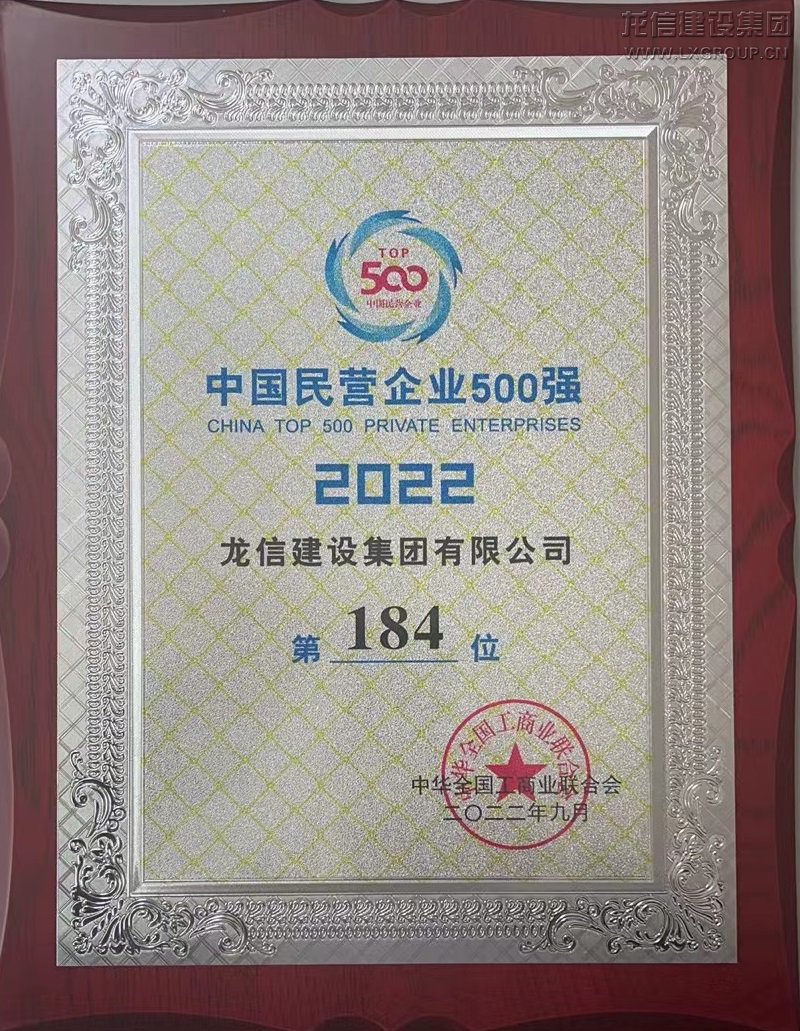 龙信建设集团
WWW.LXGROUP.CN
TOP
500
中国民营企业
中国民营企业500强
CHINA TOP 500 PRIVATE ENTERPRISES
2022
龙信建设集团有限公司
第 184 位
中华全国工商业联合会
中华全国工商业联合会
二〇二二年九月